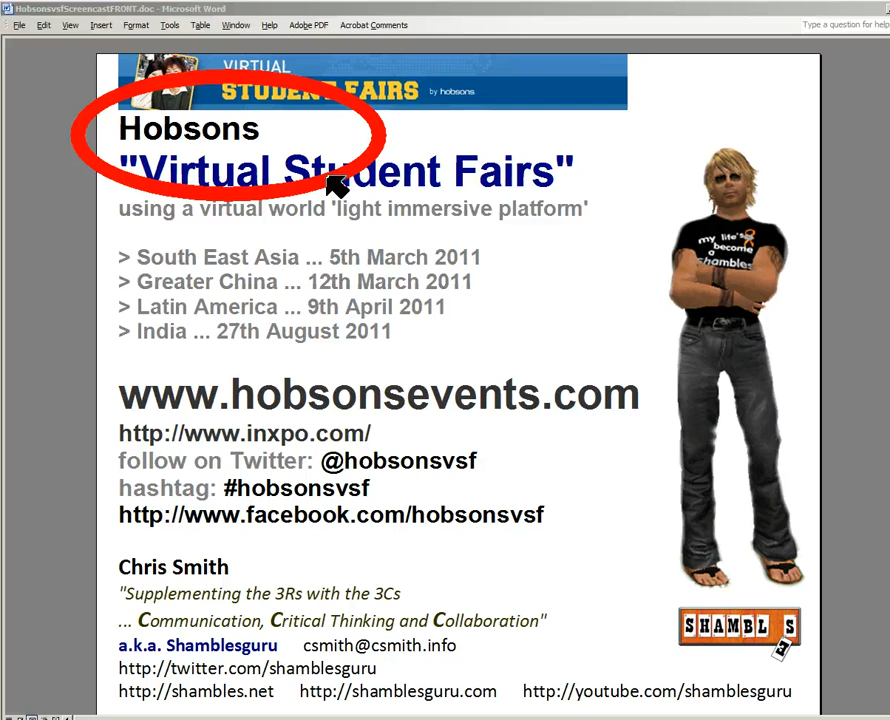 HobsonsvsfScreencastFRONT.doc - Microsoft Word
File Edit View Insert Format Tools Table Window Help Adobe PDF Acrobat Comments
Type a question for help
VIRTUAL
STUDENT FAIRS by hobsons
Hobsons
"Virtual Student Fairs"
using a virtual world 'light immersive platform'
> South East Asia ... 5th March 2011
> Greater China ... 12th March 2011
> Latin America ... 9th April 2011
> India ... 27th August 2011
my life's
become
a
shambles
www.hobsonsevents.com
http://www.inxpo.com/
follow on Twitter: @hobsonsvsf
hashtag: #hobsonsvsf
http://www.facebook.com/hobsonsvsf
Chris Smith
"Supplementing the 3Rs with the 3Cs
... Communication, Critical Thinking and Collaboration"
SHAMBLES
a.k.a. Shamblesguru csmith@csmith.info
http://twitter.com/shamblesguru
http://shambles.net http://shamblesguru.com http://youtube.com/shamblesguru